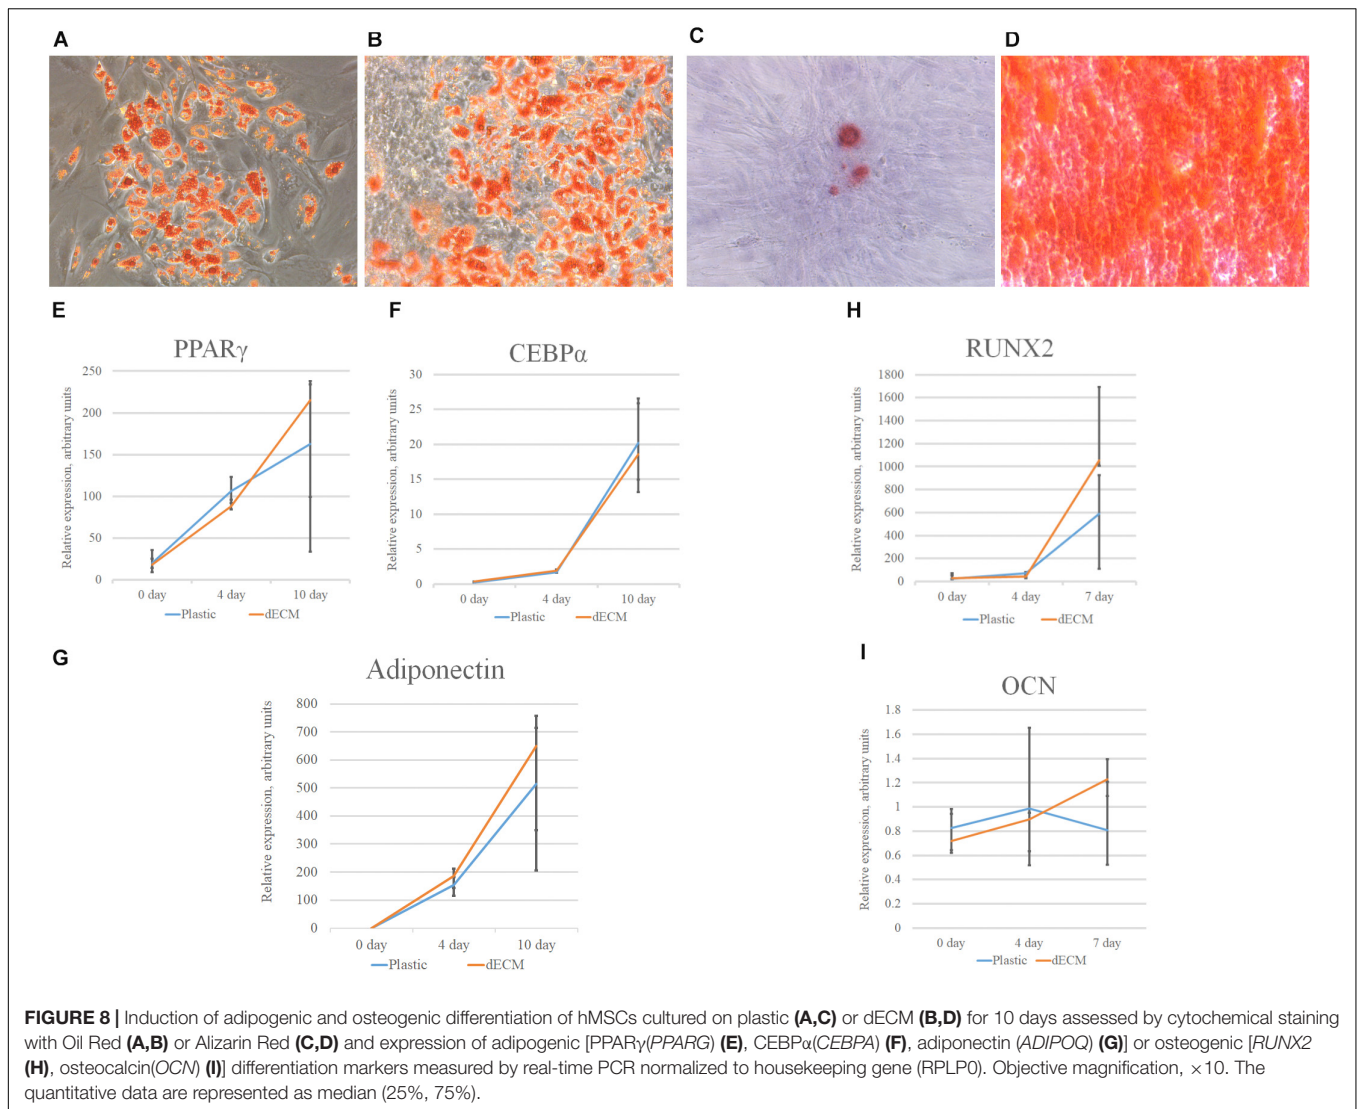 A
B
C
D
E
F
H
PPARγ
250
200
150
100
50
0
Relative expression, arbitrary units
0 day
4 day
10 day
Plastic
dECM
CEBPα
30
25
20
15
10
5
0
Relative expression, arbitrary units
0 day
4 day
10 day
Plastic
dECM
RUNX2
1800
1600
1400
1200
1000
800
600
400
200
0
Relative expression, arbitrary units
0 day
4 day
7 day
Plastic
dECM
G
Adiponectin
800
700
600
500
400
300
200
100
0
Relative expression, arbitrary units
0 day
4 day
10 day
Plastic
dECM
I
OCN
1.8
1.6
1.4
1.2
1
0.8
0.6
0.4
0.2
0
Relative expression, arbitrary units
0 day
4 day
7 day
Plastic
dECM
FIGURE 8 | Induction of adipogenic and osteogenic differentiation of hMSCs cultured on plastic (A,C) or dECM (B,D) for 10 days assessed by cytochemical staining
with Oil Red (A,B) or Alizarin Red (C,D) and expression of adipogenic [PPARγ(PPARG) (E), CEBPα(CEBPA) (F), adiponectin (ADIPOQ) (G)] or osteogenic [RUNX2
(H), osteocalcin(OCN) (I)] differentiation markers measured by real-time PCR normalized to housekeeping gene (RPLP0). Objective magnification, ×10. The
quantitative data are represented as median (25%, 75%).